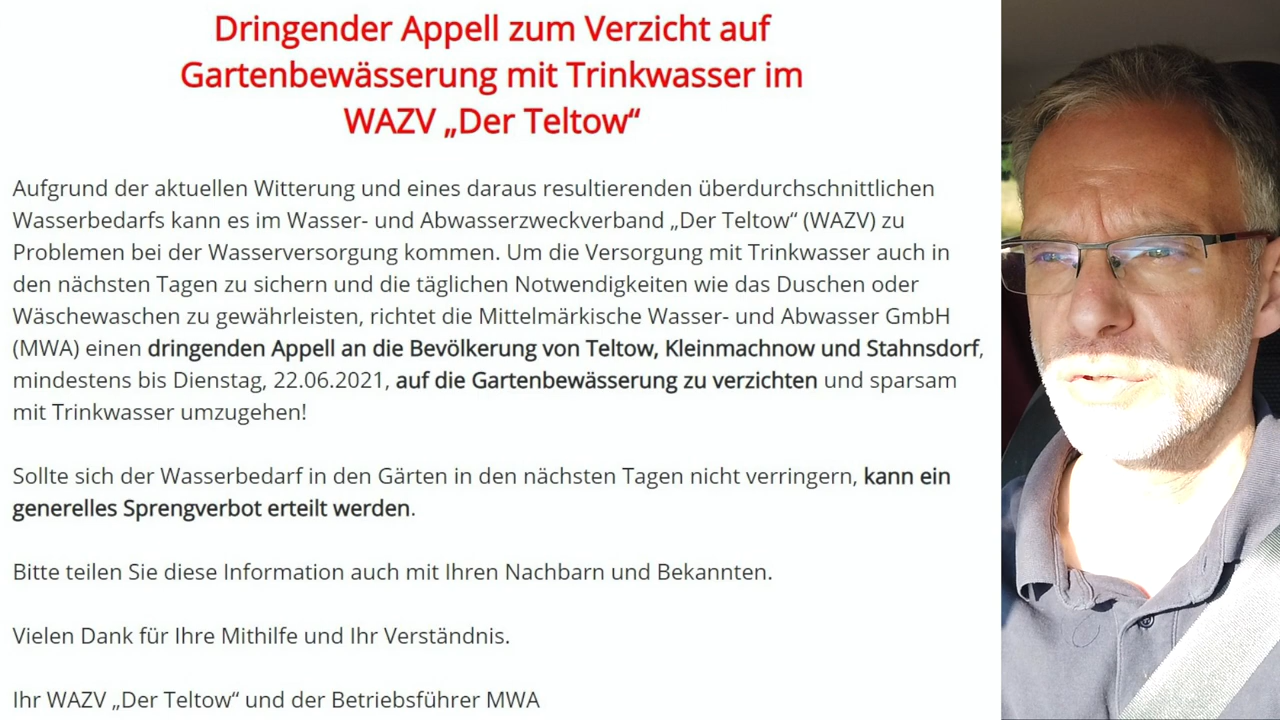 Dringender Appell zum Verzicht auf
Gartenbewässerung mit Trinkwasser im
WAZV „Der Teltow“
Aufgrund der aktuellen Witterung und eines daraus resultierenden überdurchschnittlichen
Wasserbedarfs kann es im Wasser- und Abwasserzweckverband „Der Teltow“ (WAZV) zu
Problemen bei der Wasserversorgung kommen. Um die Versorgung mit Trinkwasser auch in
den nächsten Tagen zu sichern und die täglichen Notwendigkeiten wie das Duschen oder
Wäschewaschen zu gewährleisten, richtet die Mittelmärkische Wasser- und Abwasser GmbH
(MWA) einen dringenden Appell an die Bevölkerung von Teltow, Kleinmachnow und Stahnsdorf,
mindestens bis Dienstag, 22.06.2021, auf die Gartenbewässerung zu verzichten und sparsam
mit Trinkwasser umzugehen!
Sollte sich der Wasserbedarf in den Gärten in den nächsten Tagen nicht verringern, kann ein
generelles Sprengverbot erteilt werden.
Bitte teilen Sie diese Information auch mit Ihren Nachbarn und Bekannten.
Vielen Dank für Ihre Mithilfe und Ihr Verständnis.
Ihr WAZV „Der Teltow“ und der Betriebsführer MWA